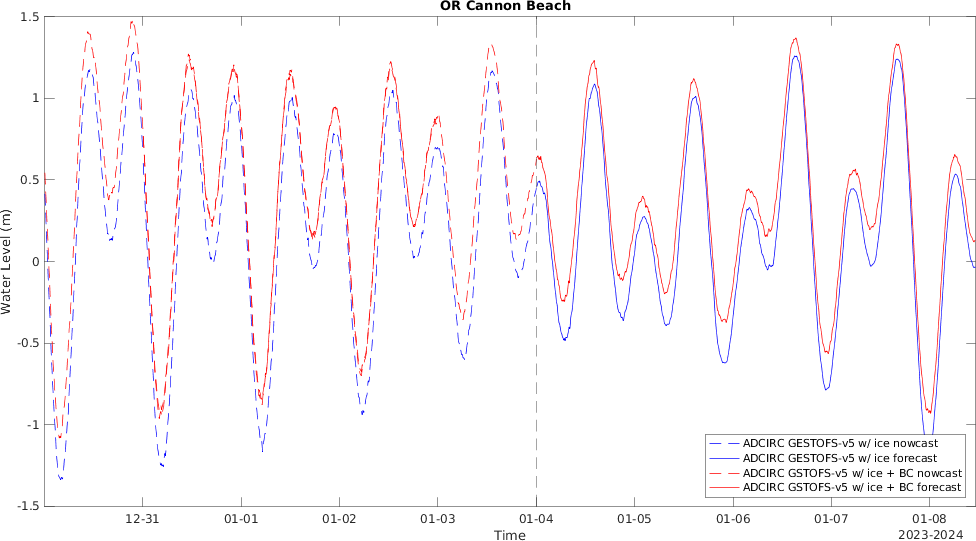 OR Cannon Beach
1.5
1
0.5
0
-0.5
-1
-1.5
Water Level (m)
12-31
01-01
01-02
01-03
01-04
01-05
01-06
01-07
01-08
Time
2023-2024
ADCIRC GESTOFS-v5 w/ ice nowcast
ADCIRC GESTOFS-v5 w/ ice forecast
ADCIRC GSTOFS-v5 w/ ice + BC nowcast
ADCIRC GSTOFS-v5 w/ ice + BC forecast